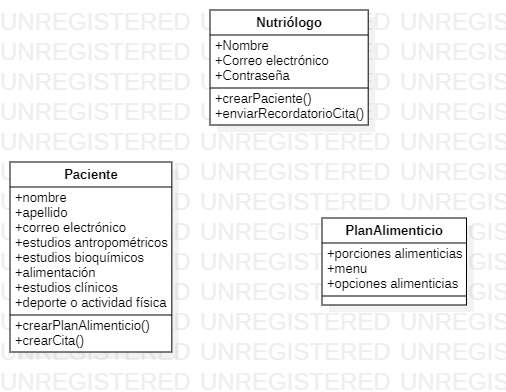 UNREGISTERED UNREGISTERED UNREGIS
Nutriólogo
+Nombre
+Correo electrónico
+Contraseña
+crearPaciente()
+enviarRecordatorioCita()
Paciente
+nombre
+apellido
+correo electrónico
+estudios antropométricos
+estudios bioquímicos
+alimentación
+estudios clínicos
+deporte o actividad física
+crearPlanAlimenticio()
+crearCita()
PlanAlimenticio
+porciones alimenticias
+menu
+opciones alimenticias